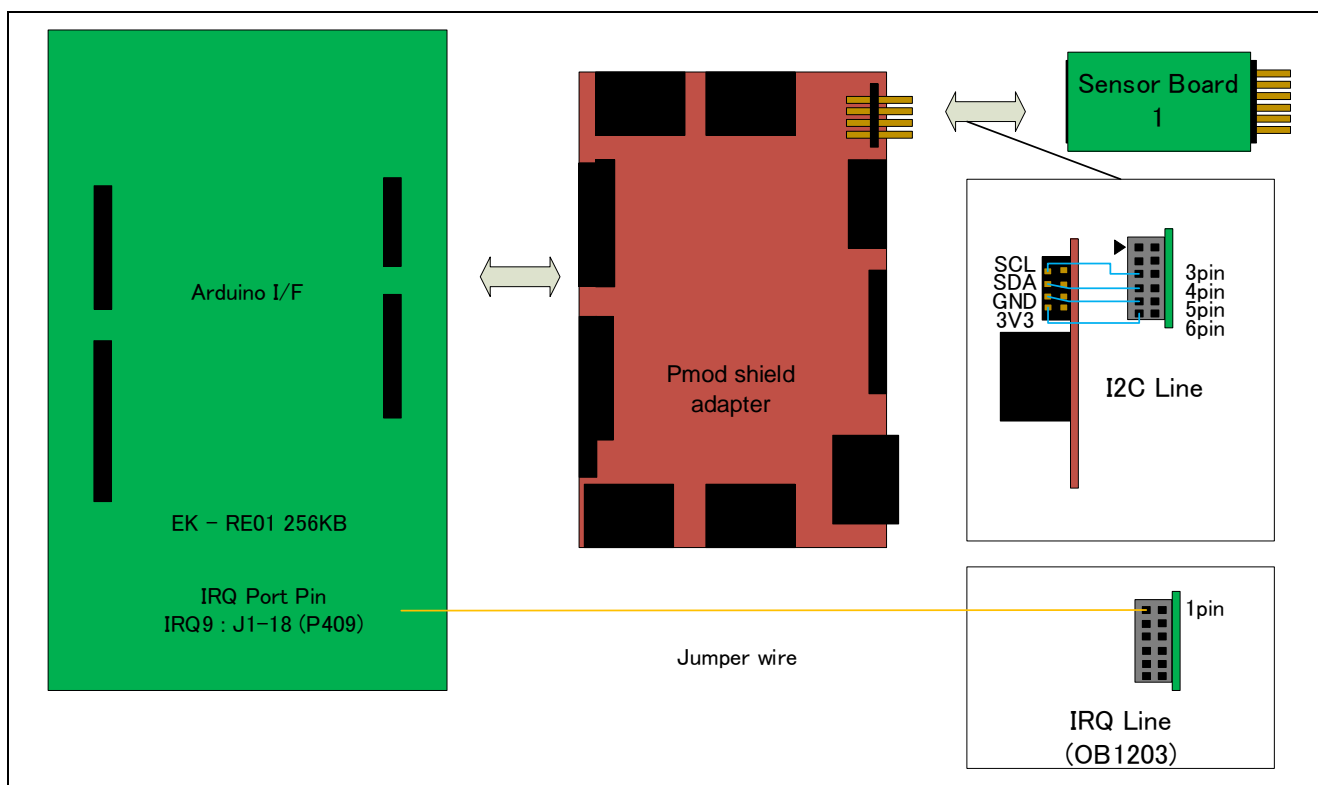 Arduino I/F
EK - RE01 256KB
IRQ Port Pin
IRQ9 : J1-18 (P409)
Pmod shield
adapter
Sensor Board
1
SCL
SDA
GND
3V3
3pin
4pin
5pin
6pin
I2C Line
Jumper wire
1pin
IRQ Line
(OB1203)